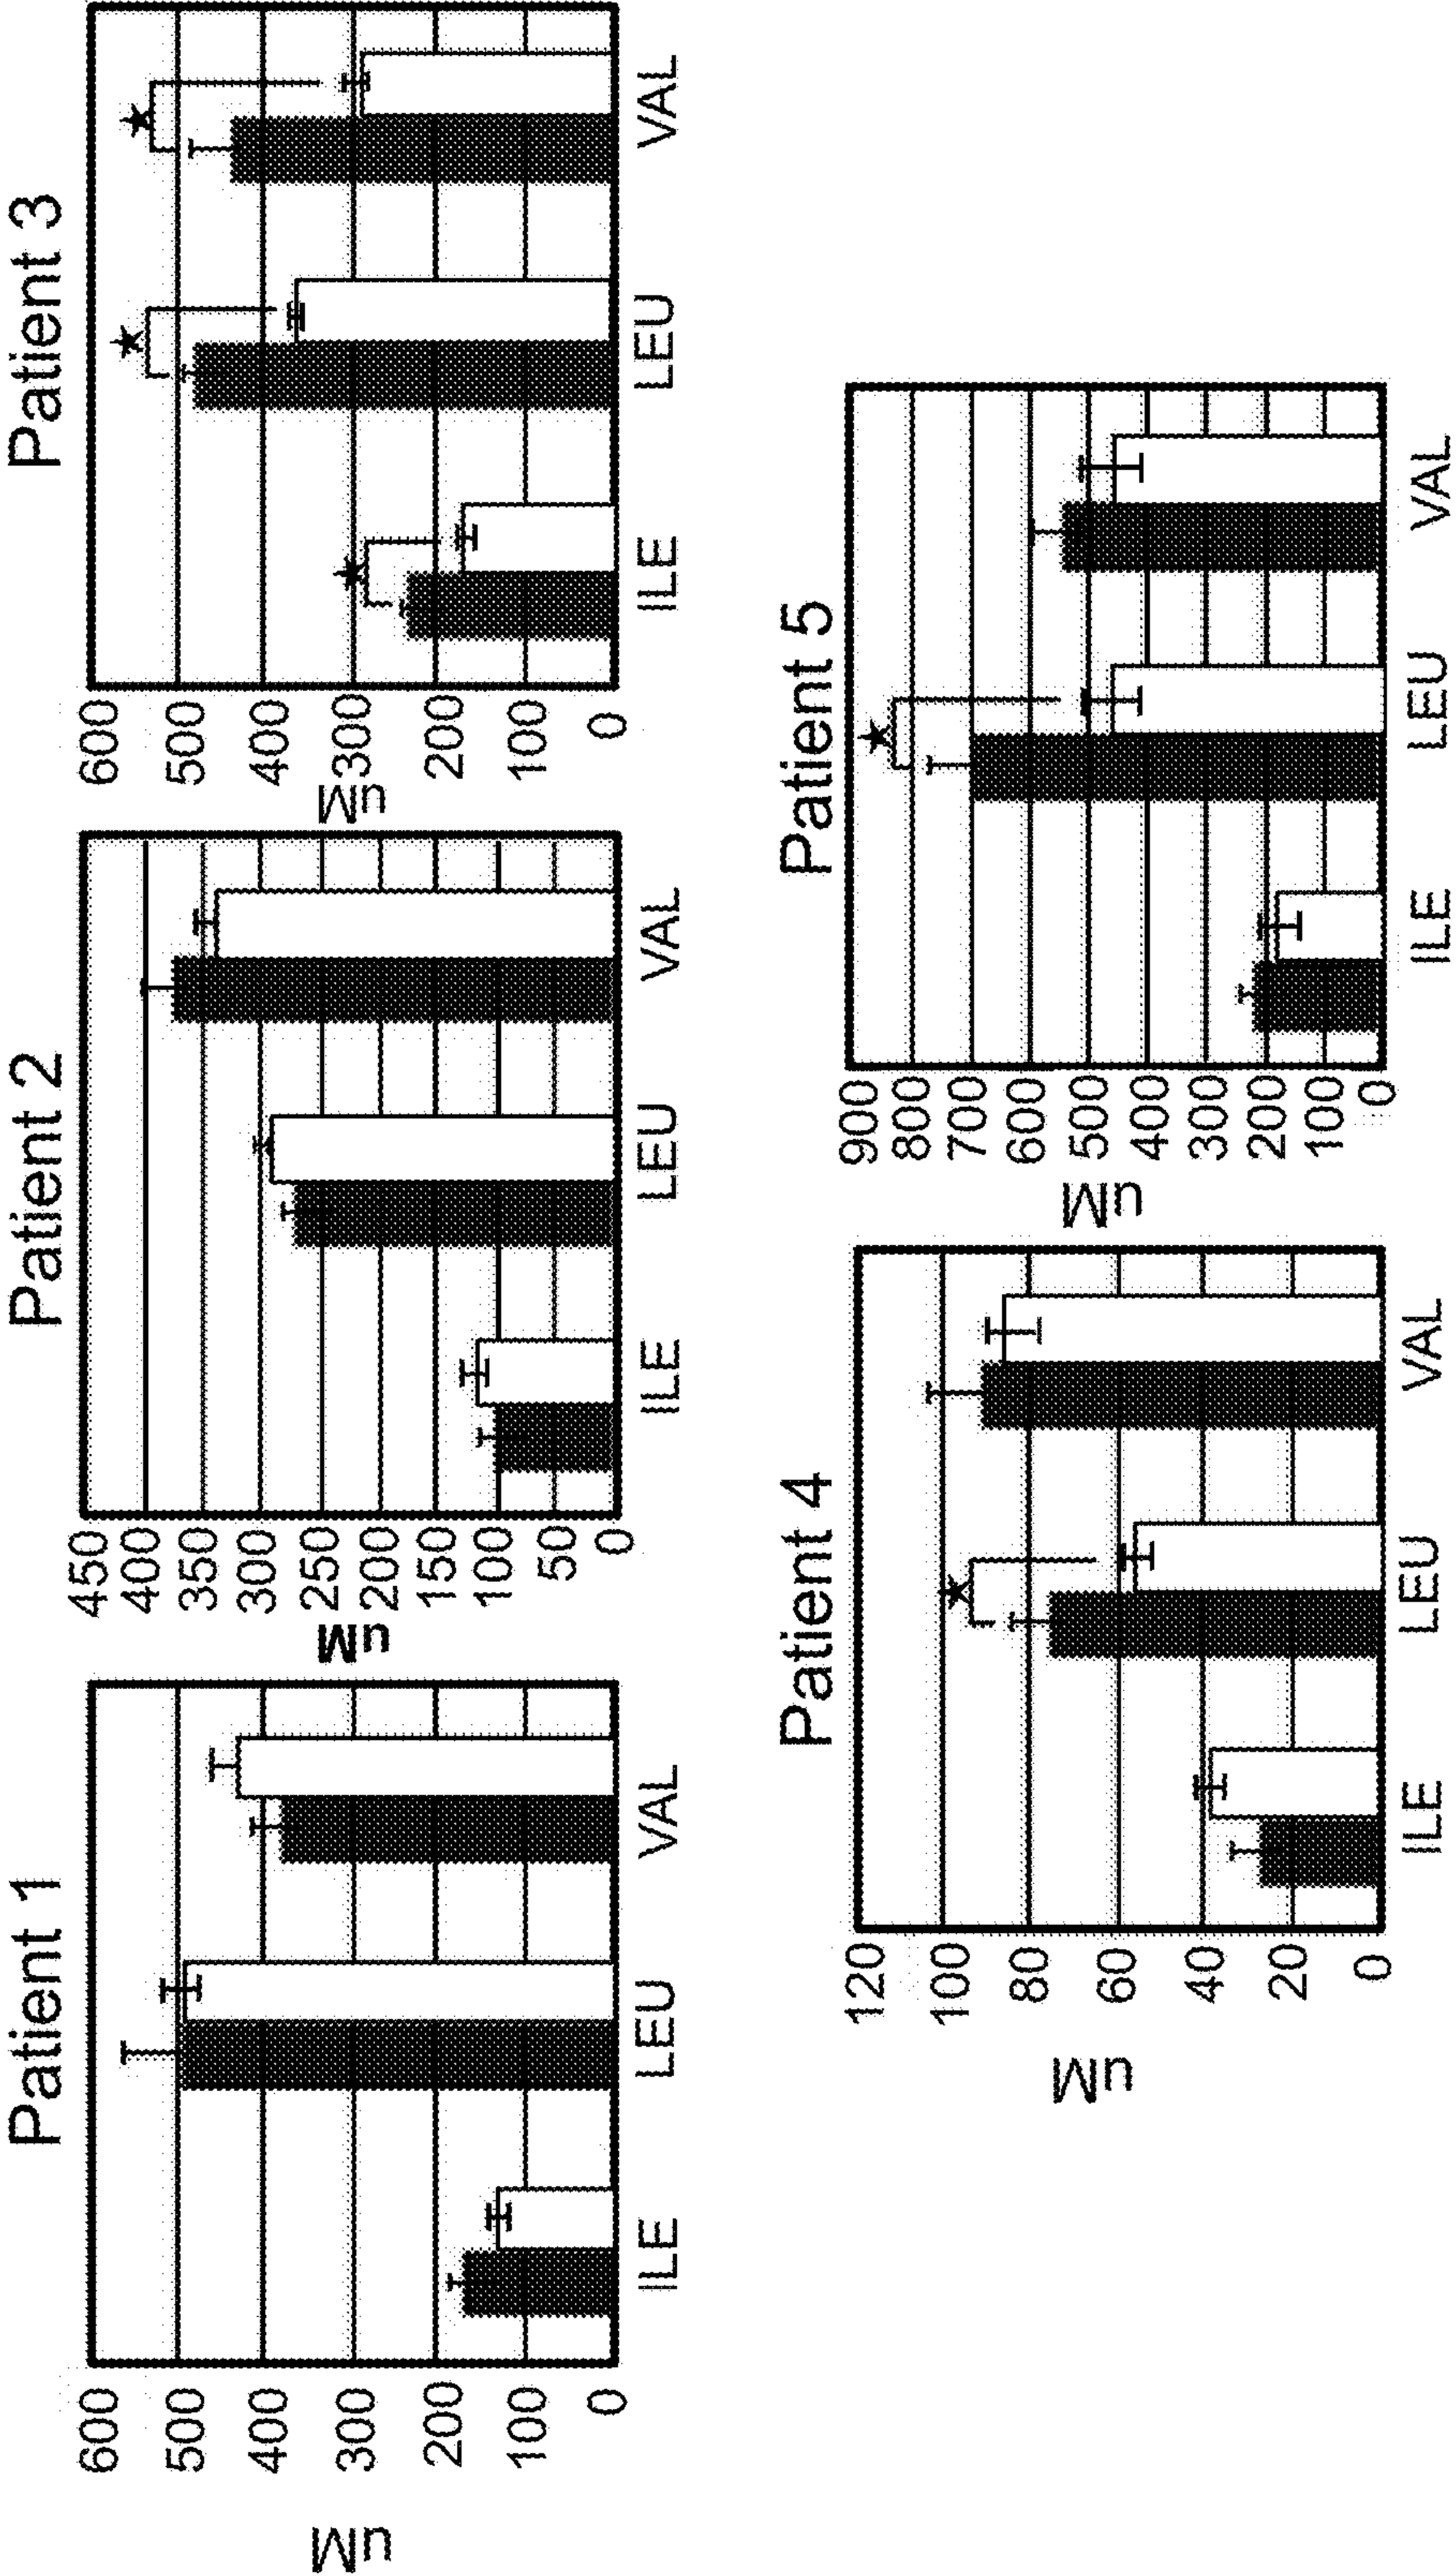 Patient 1
600
500
400
300
200
100
0
uM
ILE LEU VAL
Patient 2
450
400
350
300
250
200
150
100
50
0
uM
ILE LEU VAL
Patient 3
600
500
400
300
200
100
0
uM
★ ★ ★
ILE LEU VAL
Patient 4
120
100
80
60
40
20
0
uM
★
ILE LEU VAL
Patient 5
900
800
700
600
500
400
300
200
100
0
uM
★
ILE LEU VAL